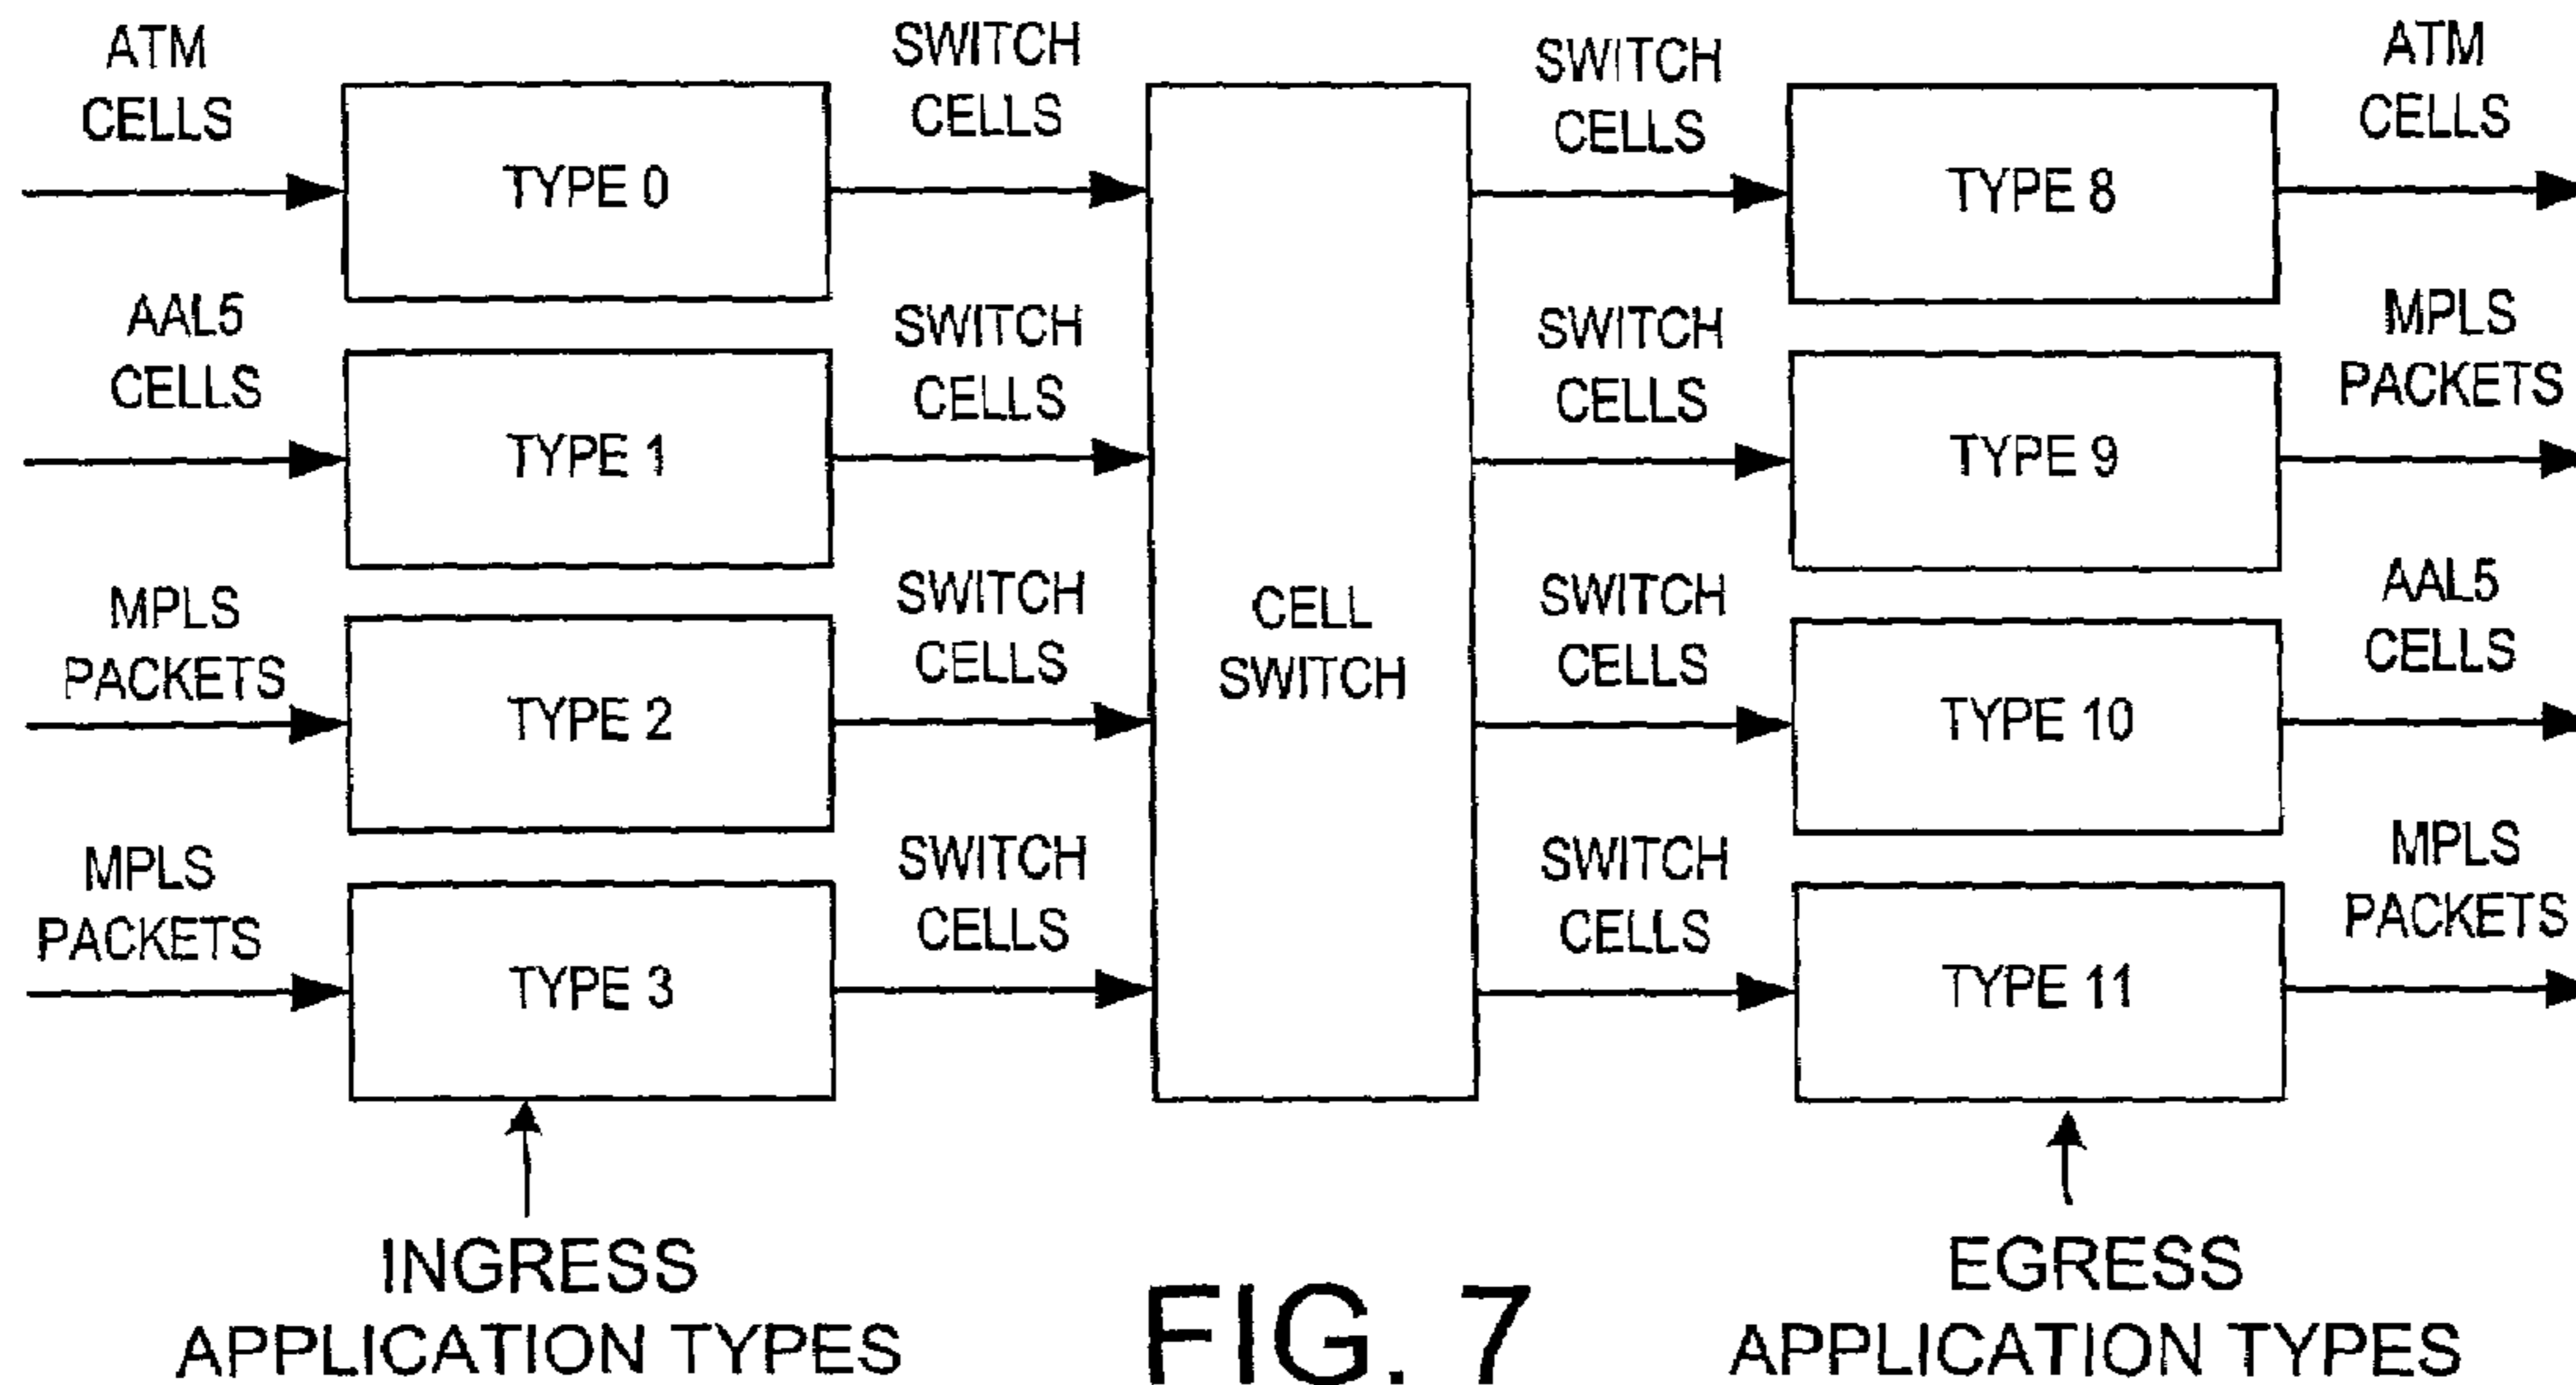 ATM
CELLS
TYPE 0
SWITCH
CELLS
SWITCH
CELLS
TYPE 8
ATM
CELLS
AAL5
CELLS
TYPE 1
SWITCH
CELLS
SWITCH
CELLS
TYPE 9
MPLS
PACKETS
MPLS
PACKETS
TYPE 2
SWITCH
CELLS
CELL
SWITCH
SWITCH
CELLS
TYPE 10
AAL5
CELLS
MPLS
PACKETS
TYPE 3
SWITCH
CELLS
SWITCH
CELLS
TYPE 11
MPLS
PACKETS
INGRESS
APPLICATION TYPES
FIG. 7
EGRESS
APPLICATION TYPES